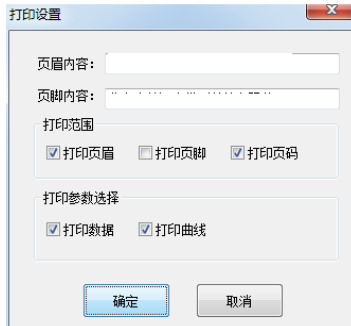 打印设置
页眉内容：
页脚内容：
打印范围
打印页眉 打印页脚 打印页码
打印参数选择
打印数据 打印曲线
确定 取消